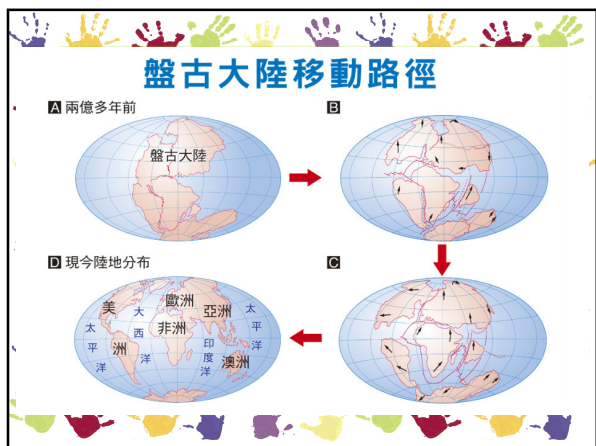 盤古大陸移動路徑
A 兩億多年前
盤古大陸
B
C
D 現今陸地分布
美
洲
歐洲
亞洲
非洲
澳洲
太平洋
大西洋
印度洋
太平洋